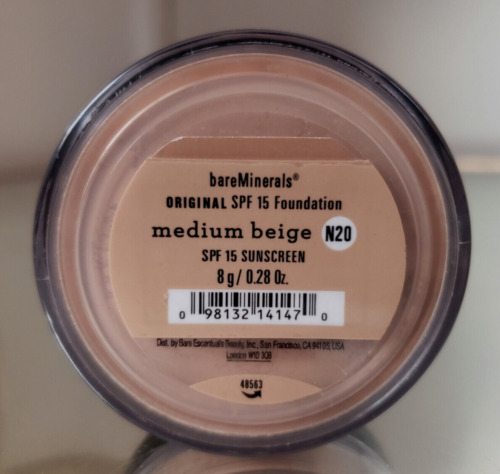 bareMinerals®
ORIGINAL SPF 15 Foundation
medium beige N20
SPF 15 SUNSCREEN
8 g / 0.28 Oz.
0 98132 14147 0
Dist. by Bare Escentuals Beauty, Inc., San Francisco, CA 94105, USA
London W1D 3QB
48563